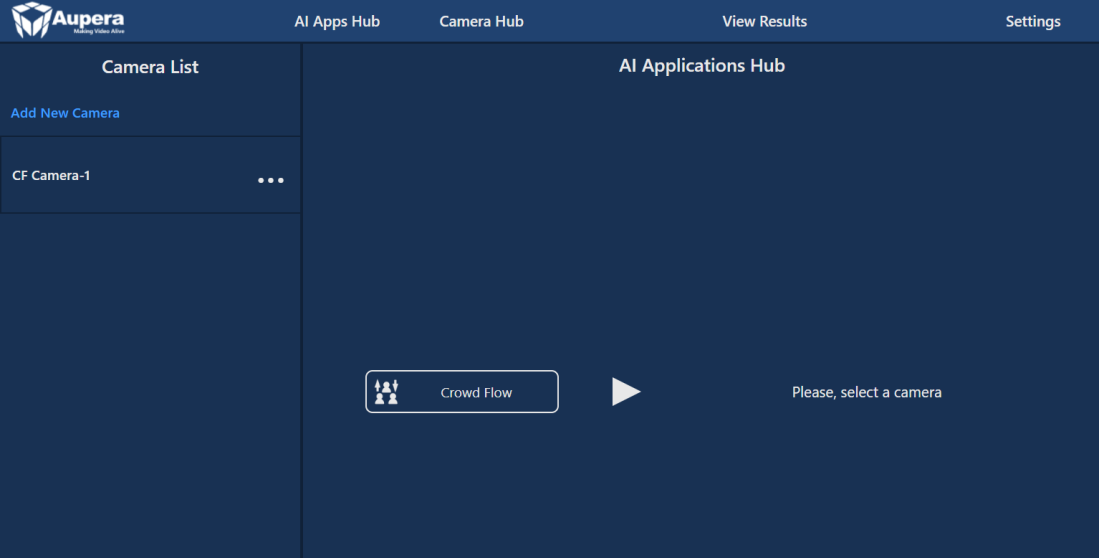 Aupera
Making Video Alive
AI Apps Hub
Camera Hub
View Results
Settings
Camera List
Add New Camera
CF Camera-1
AI Applications Hub
Crowd Flow
Please, select a camera